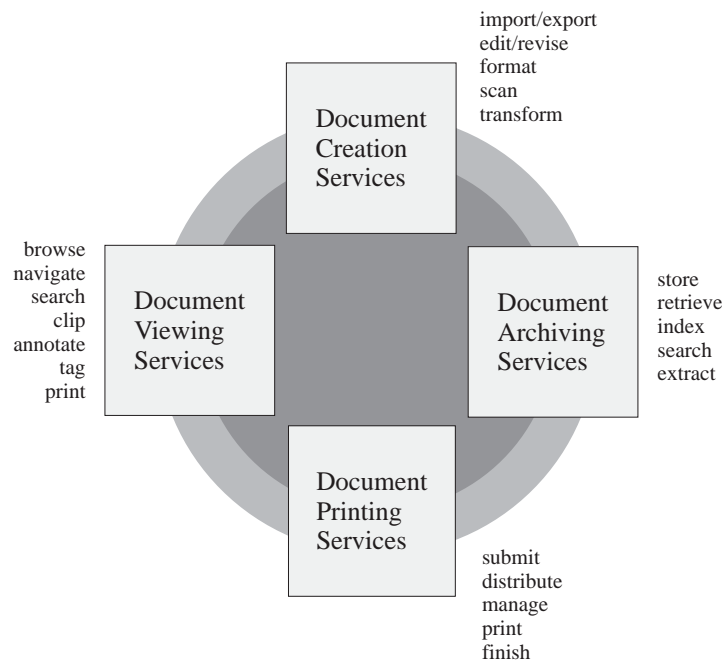 import/export
edit/revise
format
scan
transform
Document
Creation
Services
browse
navigate
search
clip
annotate
tag
print
Document
Viewing
Services
Document
Archiving
Services
store
retrieve
index
search
extract
Document
Printing
Services
submit
distribute
manage
print
finish